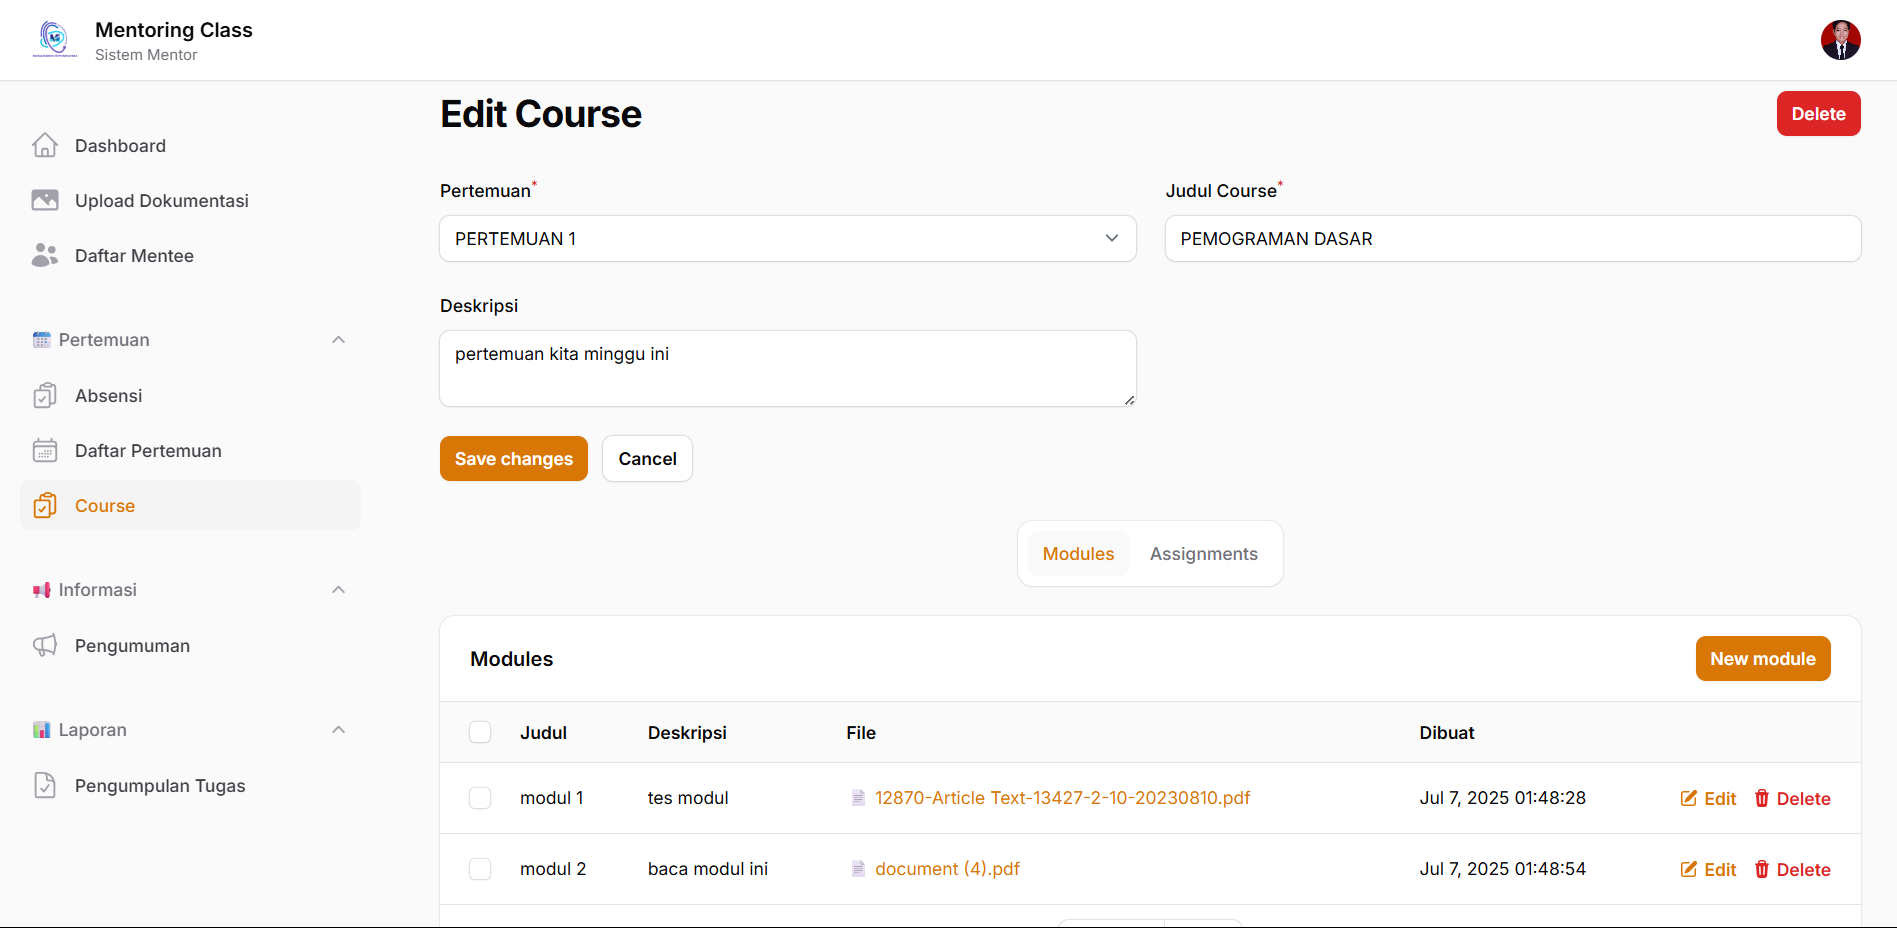 Mentoring Class
Sistem Mentor
Dashboard
Upload Dokumentasi
Daftar Mentee
Pertemuan
Absensi
Daftar Pertemuan
Course
Informasi
Pengumuman
Laporan
Pengumpulan Tugas
Edit Course
Delete
Pertemuan*
PERTEMUAN 1
Judul Course*
PEMOGRAMAN DASAR
Deskripsi
pertemuan kita minggu ini
Save changes
Cancel
Modules
Assignments
Modules
New module
Judul Deskripsi File Dibuat
modul 1 tes modul 12870-Article Text-13427-2-10-20230810.pdf Jul 7, 2025 01:48:28 Edit Delete
modul 2 baca modul ini document (4).pdf Jul 7, 2025 01:48:54 Edit Delete